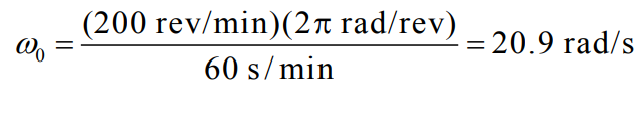 ω₀ = (200 rev/min)(2π rad/rev) / 60 s/min = 20.9 rad/s